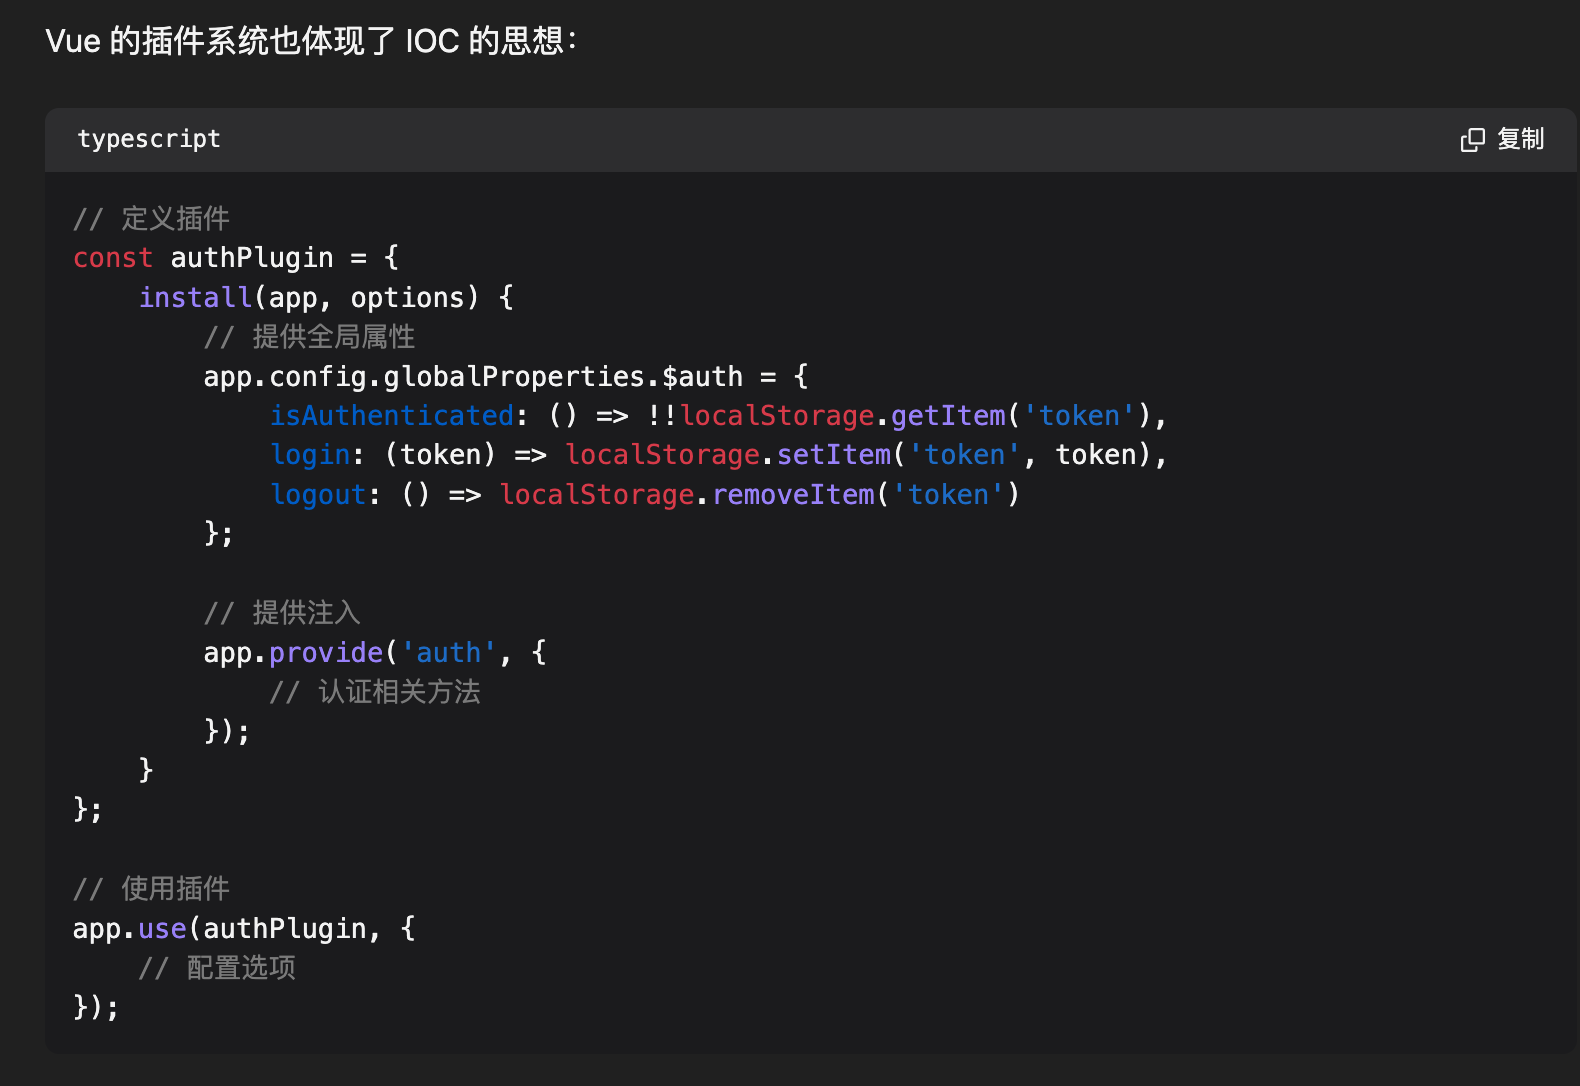 Vue 的插件系统也体现了 IOC 的思想：
typescript
复制
// 定义插件
const authPlugin = {
    install(app, options) {
        // 提供全局属性
        app.config.globalProperties.$auth = {
            isAuthenticated: () => !!localStorage.getItem('token'),
            login: (token) => localStorage.setItem('token', token),
            logout: () => localStorage.removeItem('token')
        };

        // 提供注入
        app.provide('auth', {
            // 认证相关方法
        });
    }
};

// 使用插件
app.use(authPlugin, {
    // 配置选项
});